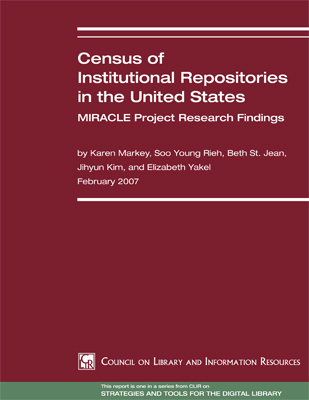 Census of
Institutional Repositories
in the United States
MIRACLE Project Research Findings
by Karen Markey, Soo Young Rieh, Beth St. Jean,
Jihyun Kim, and Elizabeth Yakel
February 2007
CLIR
Council on Library and Information Resources
This report is one in a series from CLIR on
STRATEGIES AND TOOLS FOR THE DIGITAL LIBRARY